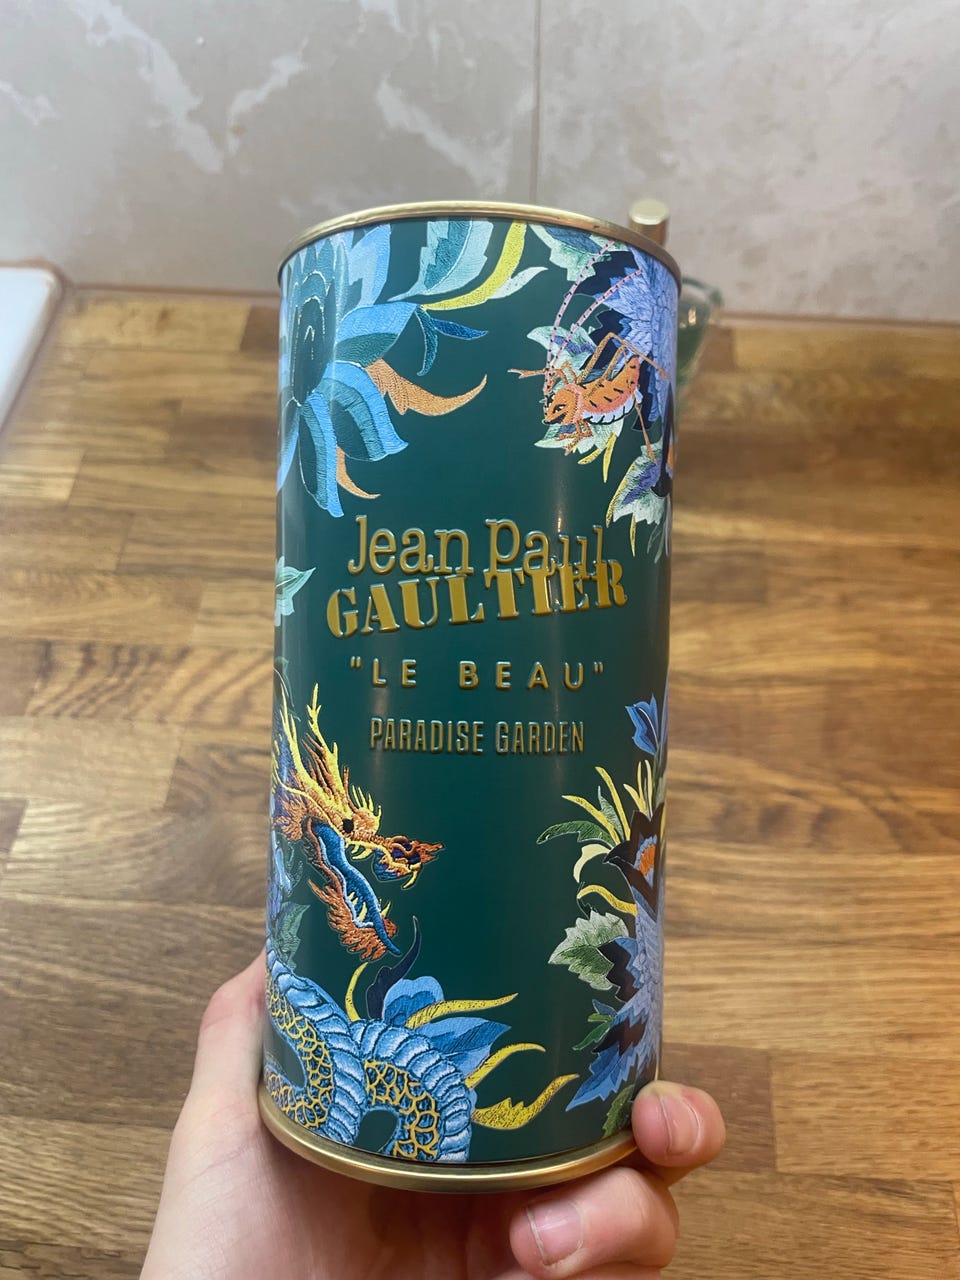 Jean Paul
GAULTIER
"LE BEAU"
PARADISE GARDEN